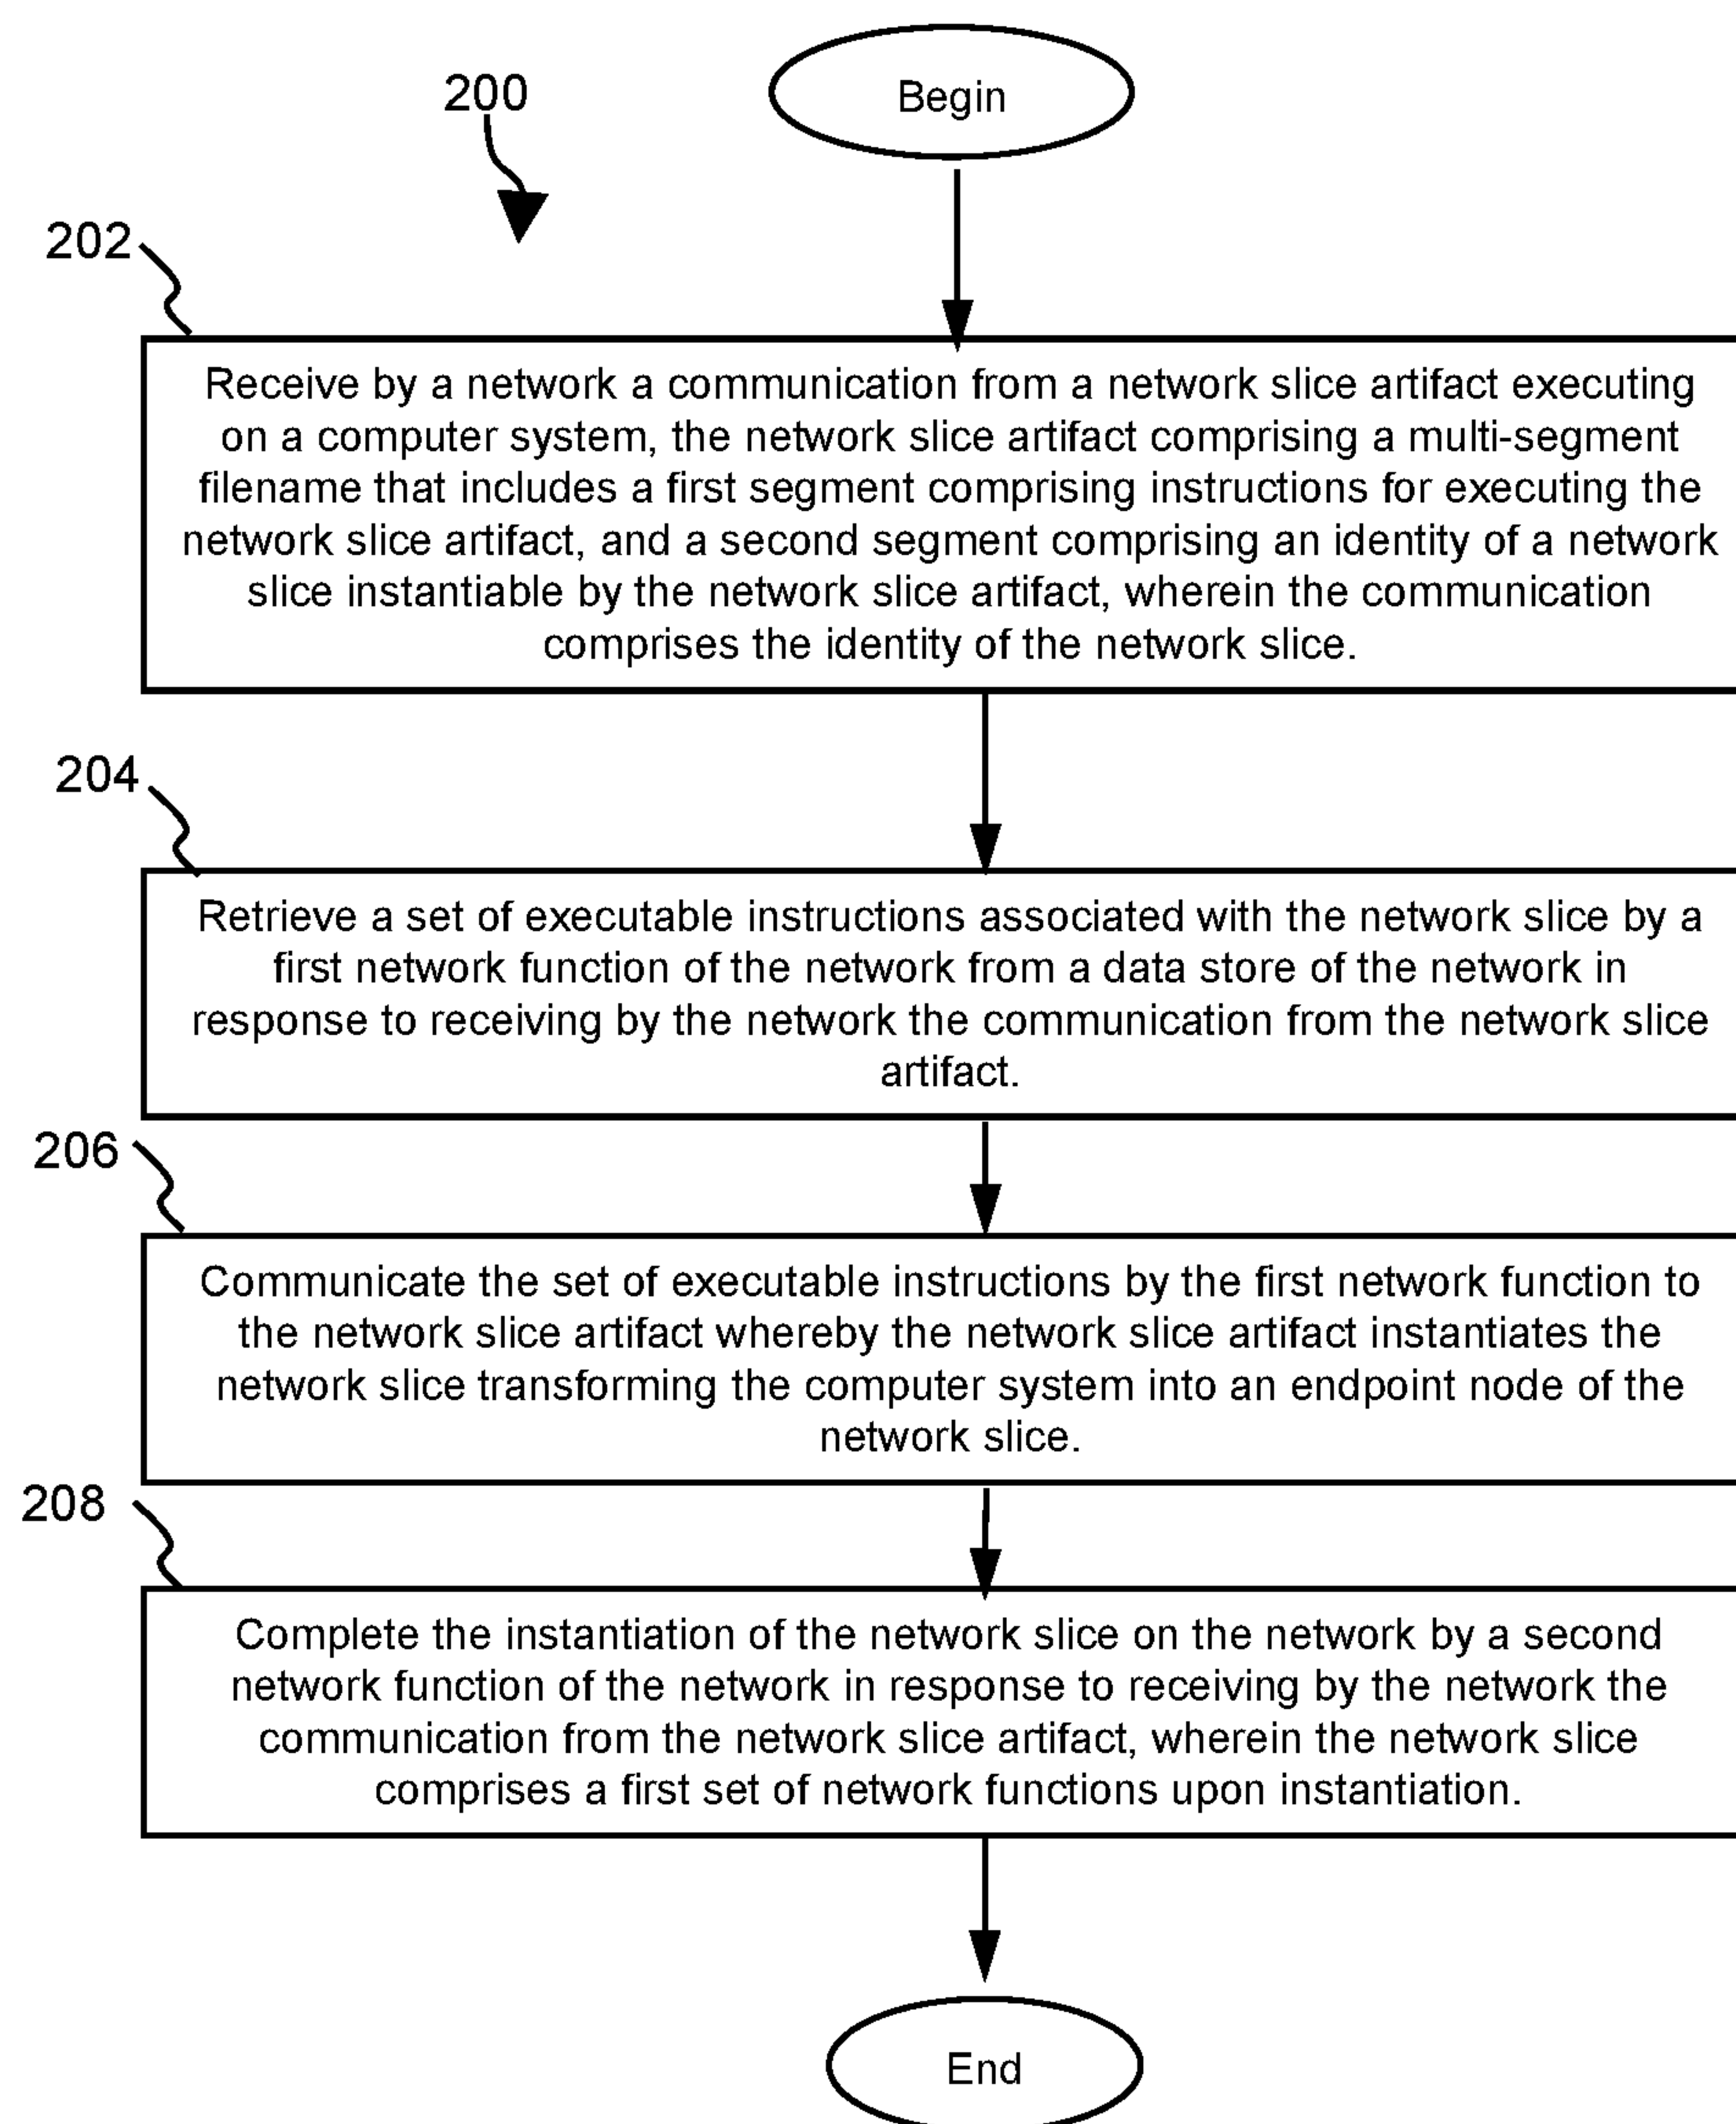 Begin
200
202
Receive by a network a communication from a network slice artifact executing
on a computer system, the network slice artifact comprising a multi-segment
filename that includes a first segment comprising instructions for executing the
network slice artifact, and a second segment comprising an identity of a network
slice instantiable by the network slice artifact, wherein the communication
comprises the identity of the network slice.
204
Retrieve a set of executable instructions associated with the network slice by a
first network function of the network from a data store of the network in
response to receiving by the network the communication from the network slice
artifact.
206
Communicate the set of executable instructions by the first network function to
the network slice artifact whereby the network slice artifact instantiates the
network slice transforming the computer system into an endpoint node of the
network slice.
208
Complete the instantiation of the network slice on the network by a second
network function of the network in response to receiving by the network the
communication from the network slice artifact, wherein the network slice
comprises a first set of network functions upon instantiation.
End